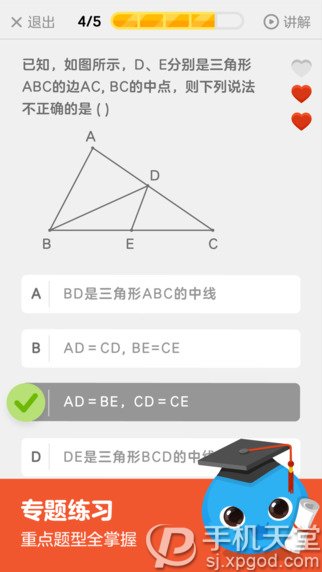 × 退出 4/5 讲解
已知，如图所示，D、E分别是三角形
ABC的边AC, BC的中点，则下列说法
不正确的是 ( )
A
D
B E C
A BD是三角形ABC的中线
B AD = CD, BE=CE
AD = BE，CD = CE
D DE是三角形BCD的中线
专题练习
重点题型全掌握
手机天堂
sj.xpgod.com